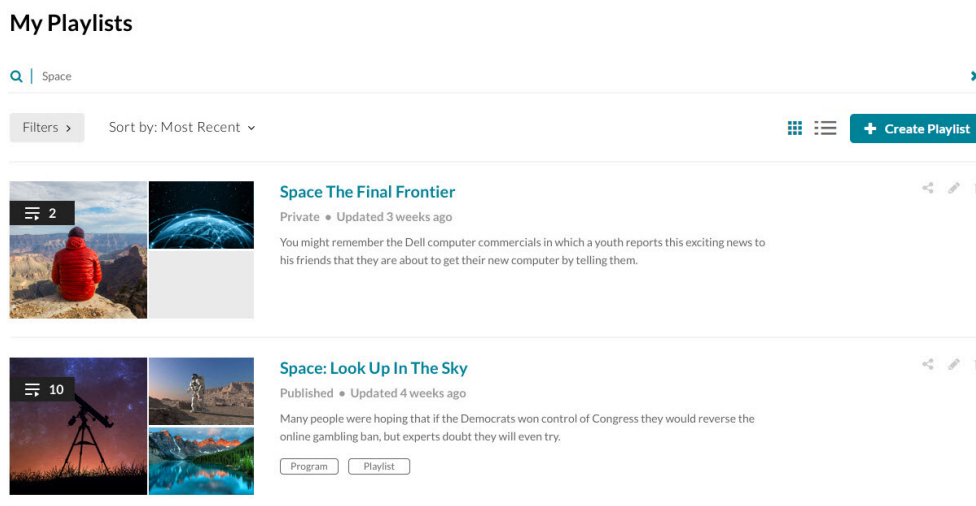 My Playlists
Space
Filters
Sort by: Most Recent
Create Playlist
2
Space The Final Frontier
Private • Updated 3 weeks ago
You might remember the Dell computer commercials in which a youth reports this exciting news to
his friends that they are about to get their new computer by telling them.
10
Space: Look Up In The Sky
Published • Updated 4 weeks ago
Many people were hoping that if the Democrats won control of Congress they would reverse the
online gambling ban, but experts doubt they will even try.
Program Playlist